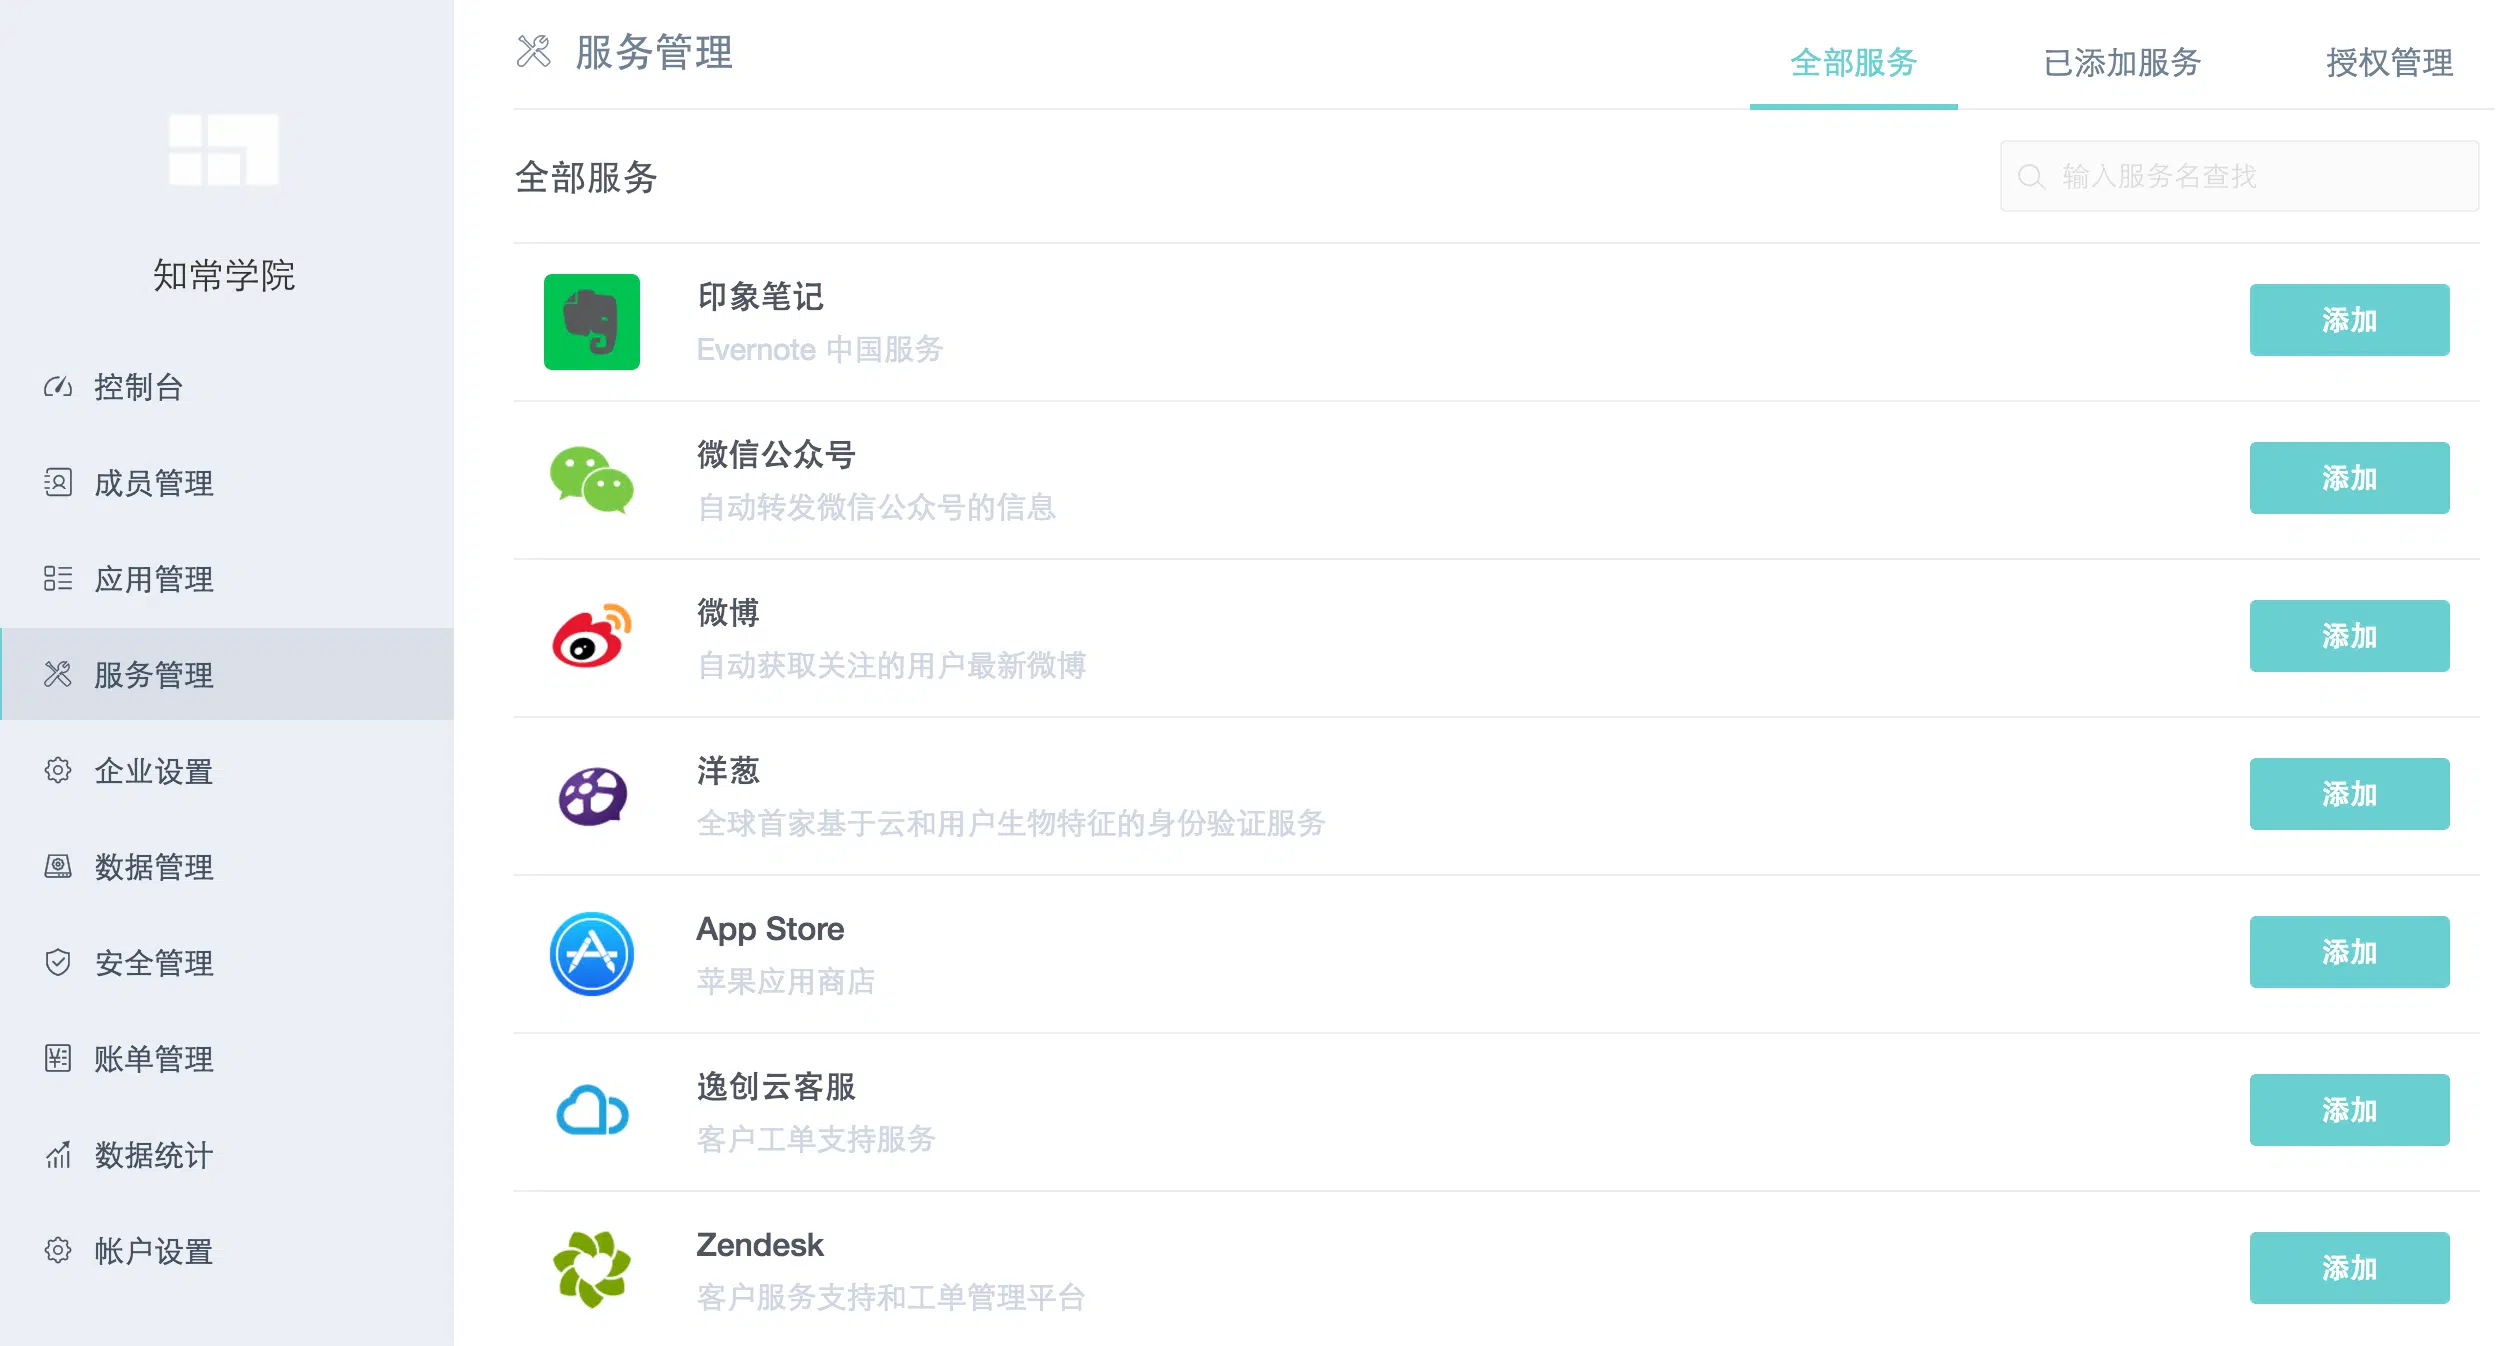 知常学院
控制台
成员管理
应用管理
服务管理
企业设置
数据管理
安全管理
账单管理
数据统计
帐户设置
服务管理
全部服务 已添加服务 授权管理
全部服务
输入服务名查找
印象笔记
Evernote 中国服务
添加
微信公众号
自动转发微信公众号的信息
添加
微博
自动获取关注的用户最新微博
添加
洋葱
全球首家基于云和用户生物特征的身份验证服务
添加
App Store
苹果应用商店
添加
逸创云客服
客户工单支持服务
添加
Zendesk
客户服务支持和工单管理平台
添加